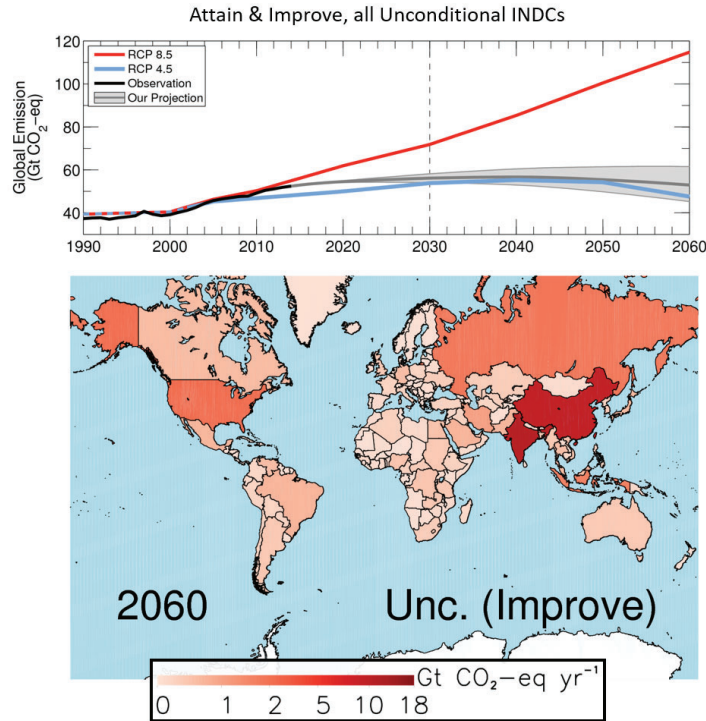 Attain & Improve, all Unconditional INDCs
Global Emission
(Gt CO₂−eq)
120
100
80
60
40
RCP 8.5
RCP 4.5
Observation
Our Projection
1990 2000 2010 2020 2030 2040 2050 2060
2060 Unc. (Improve)
Gt CO₂−eq yr⁻¹
0 1 2 5 10 18